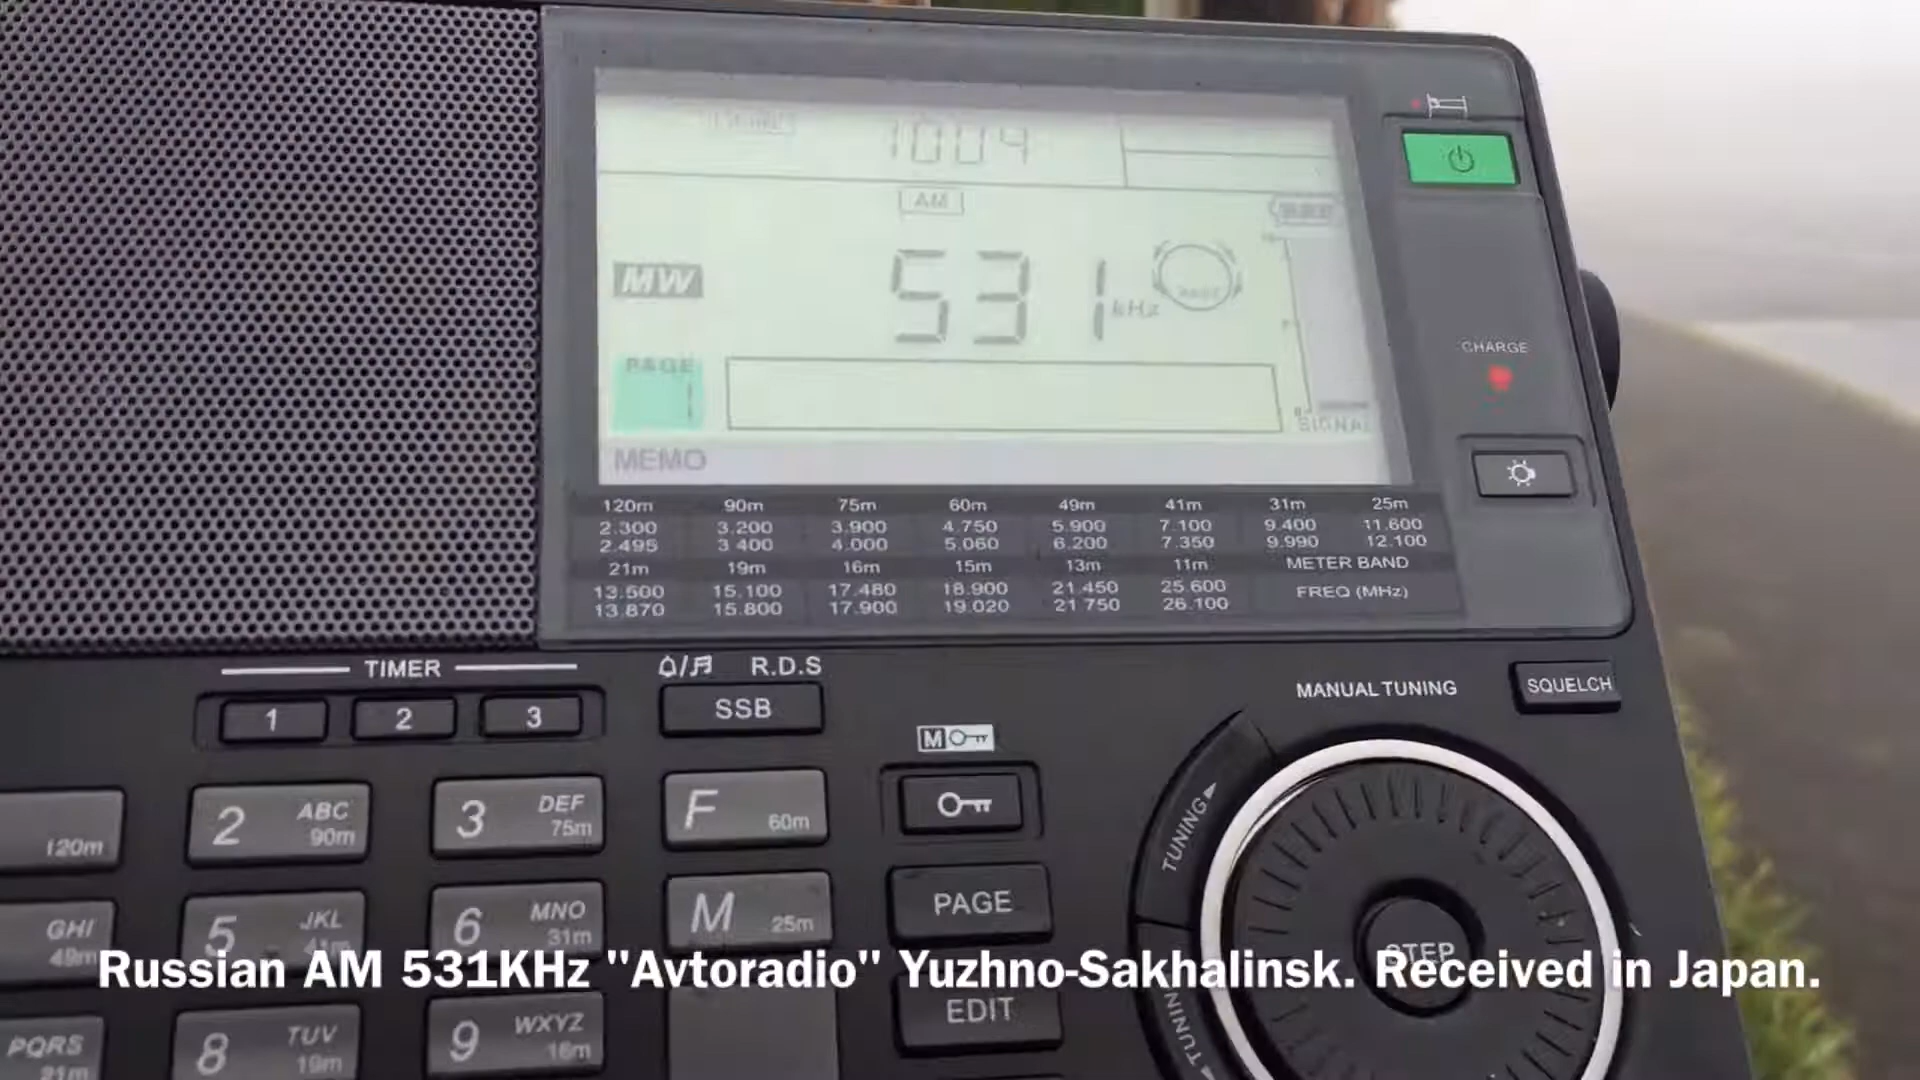 AM
MW
531 kHz
PAGE
1
SIGNAL
MEMO
CHARGE
120m 90m 75m 60m 49m 41m 31m 25m
2.300 3.200 3.900 4.750 5.900 7.100 9.400 11.600
2.495 3.400 4.000 5.060 6.200 7.350 9.990 12.100
21m 19m 16m 15m 13m 11m METER BAND
13.500 15.100 17.480 18.900 21.450 25.600 FREQ (MHz)
13.870 15.800 17.900 19.020 21.750 26.100
TIMER
1 2 3
R.D.S
SSB
MANUAL TUNING
SQUELCH
M
120m
2 ABC 90m
3 DEF 75m
F 60m
TUNING
GHI 49m
5 JKL 41m
6 MNO 31m
M 25m
PAGE
STEP
Russian AM 531KHz "Avtoradio" Yuzhno-Sakhalinsk. Received in Japan.
EDIT
TUNING
PQRS 21m
8 TUV 19m
9 WXYZ 16m